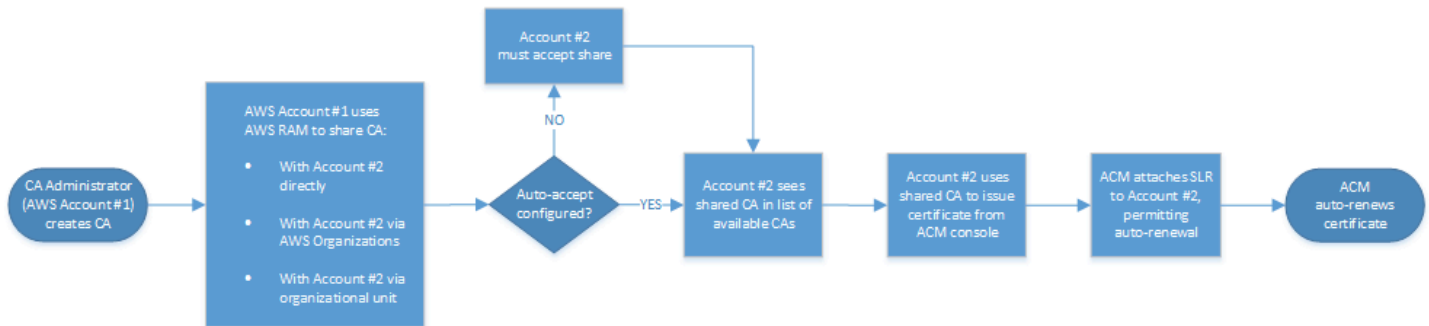 CA Administrator
(AWS Account #1)
creates CA
AWS Account #1 uses
AWS RAM to share CA:
• With Account #2
directly
• With Account #2 via
AWS Organizations
• With Account #2 via
organizational unit
Auto-accept
configured?
NO
Account #2
must accept share
YES
Account #2 sees
shared CA in list of
available CAs
Account #2 uses
shared CA to issue
certificate from
ACM console
ACM attaches SLR
to Account #2,
permitting
auto-renewal
ACM
auto-renews
certificate